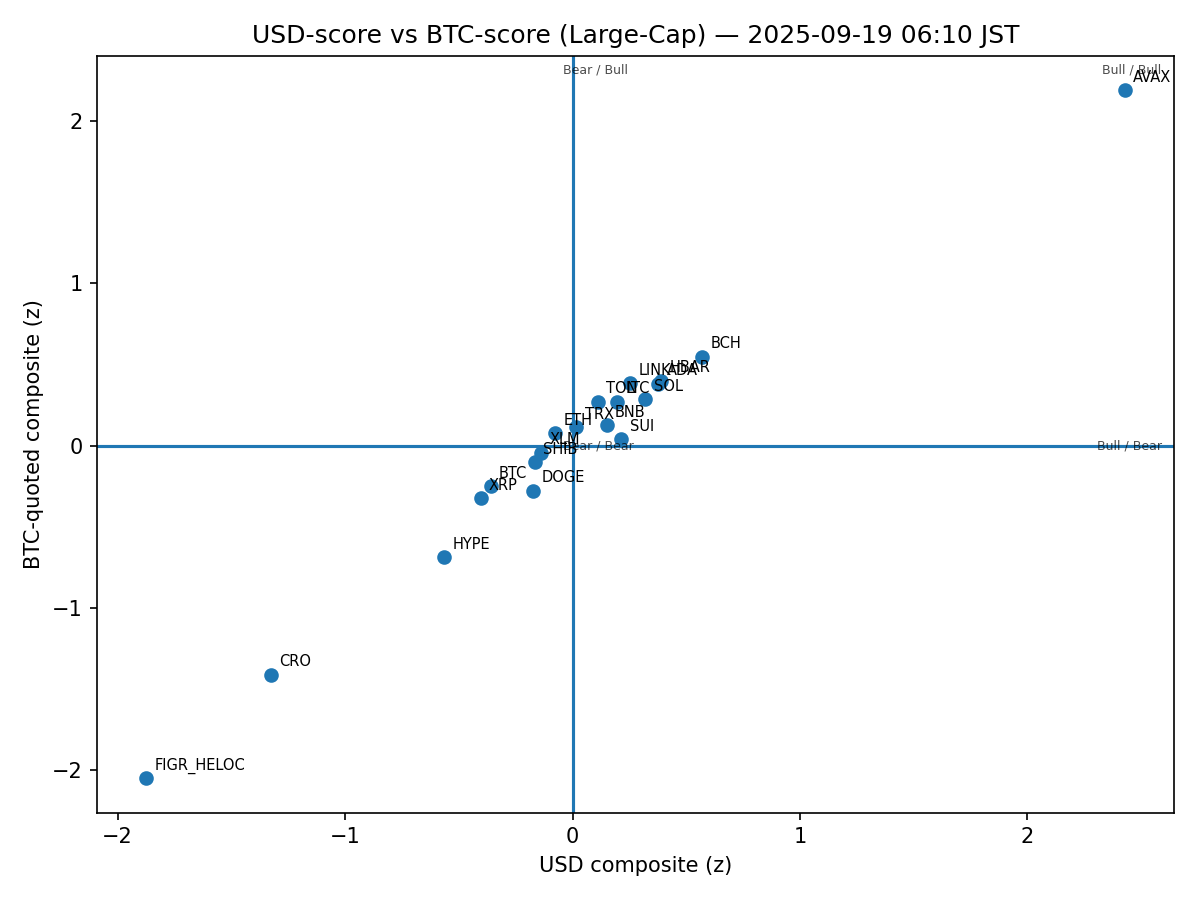 USD-score vs BTC-score (Large-Cap) — 2025-09-19 06:10 JST
Bear / Bull
Bull / Bull
AVAX
BCH
HBAR
ADA
LINK
SOL
LTC
TON
BNB
TRX
ETH
SUI
XLM
SHIB
Bear / Bear
Bull / Bear
BTC
DOGE
XRP
HYPE
CRO
FIGR_HELOC
2
1
0
−1
−2
−2
−1
0
1
2
BTC-quoted composite (z)
USD composite (z)